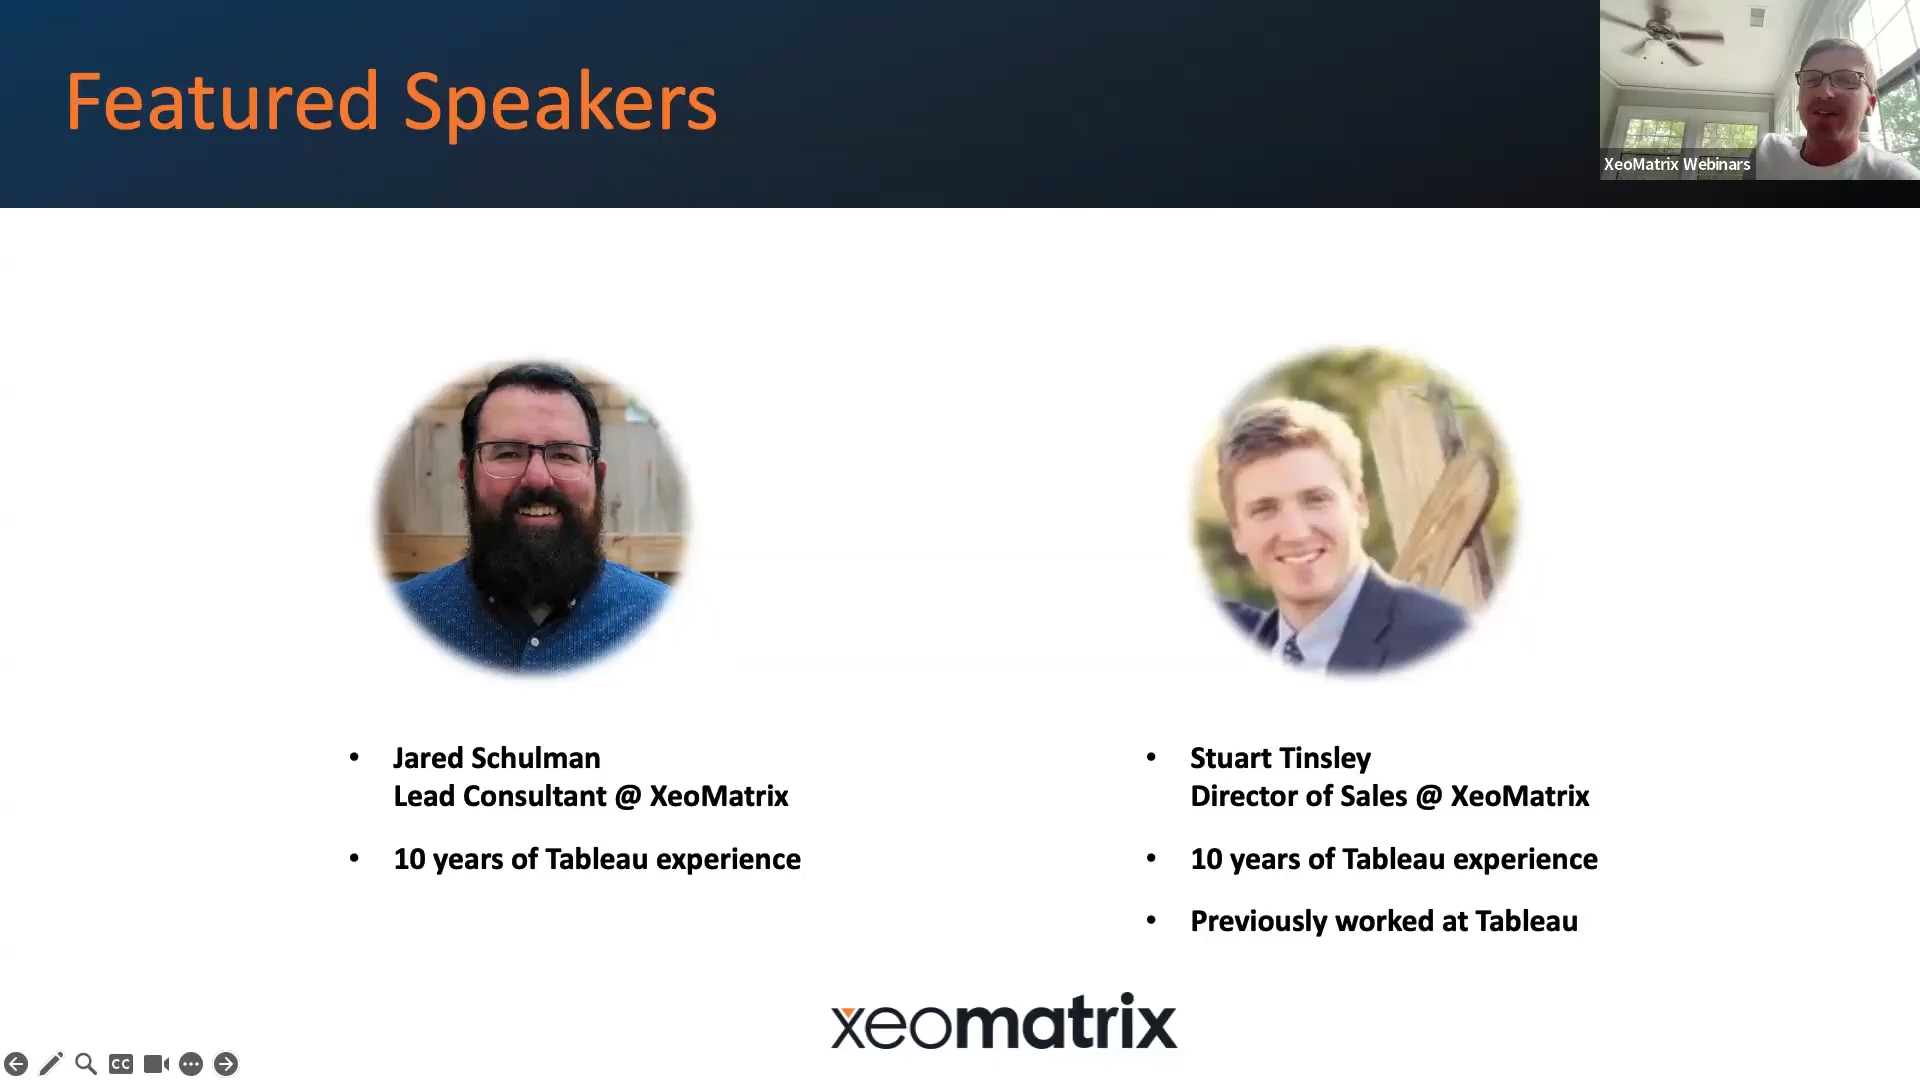 Featured Speakers
XeoMatrix Webinars
• Jared Schulman
Lead Consultant @ XeoMatrix
• 10 years of Tableau experience
• Stuart Tinsley
Director of Sales @ XeoMatrix
• 10 years of Tableau experience
• Previously worked at Tableau
xeomatrix
CC